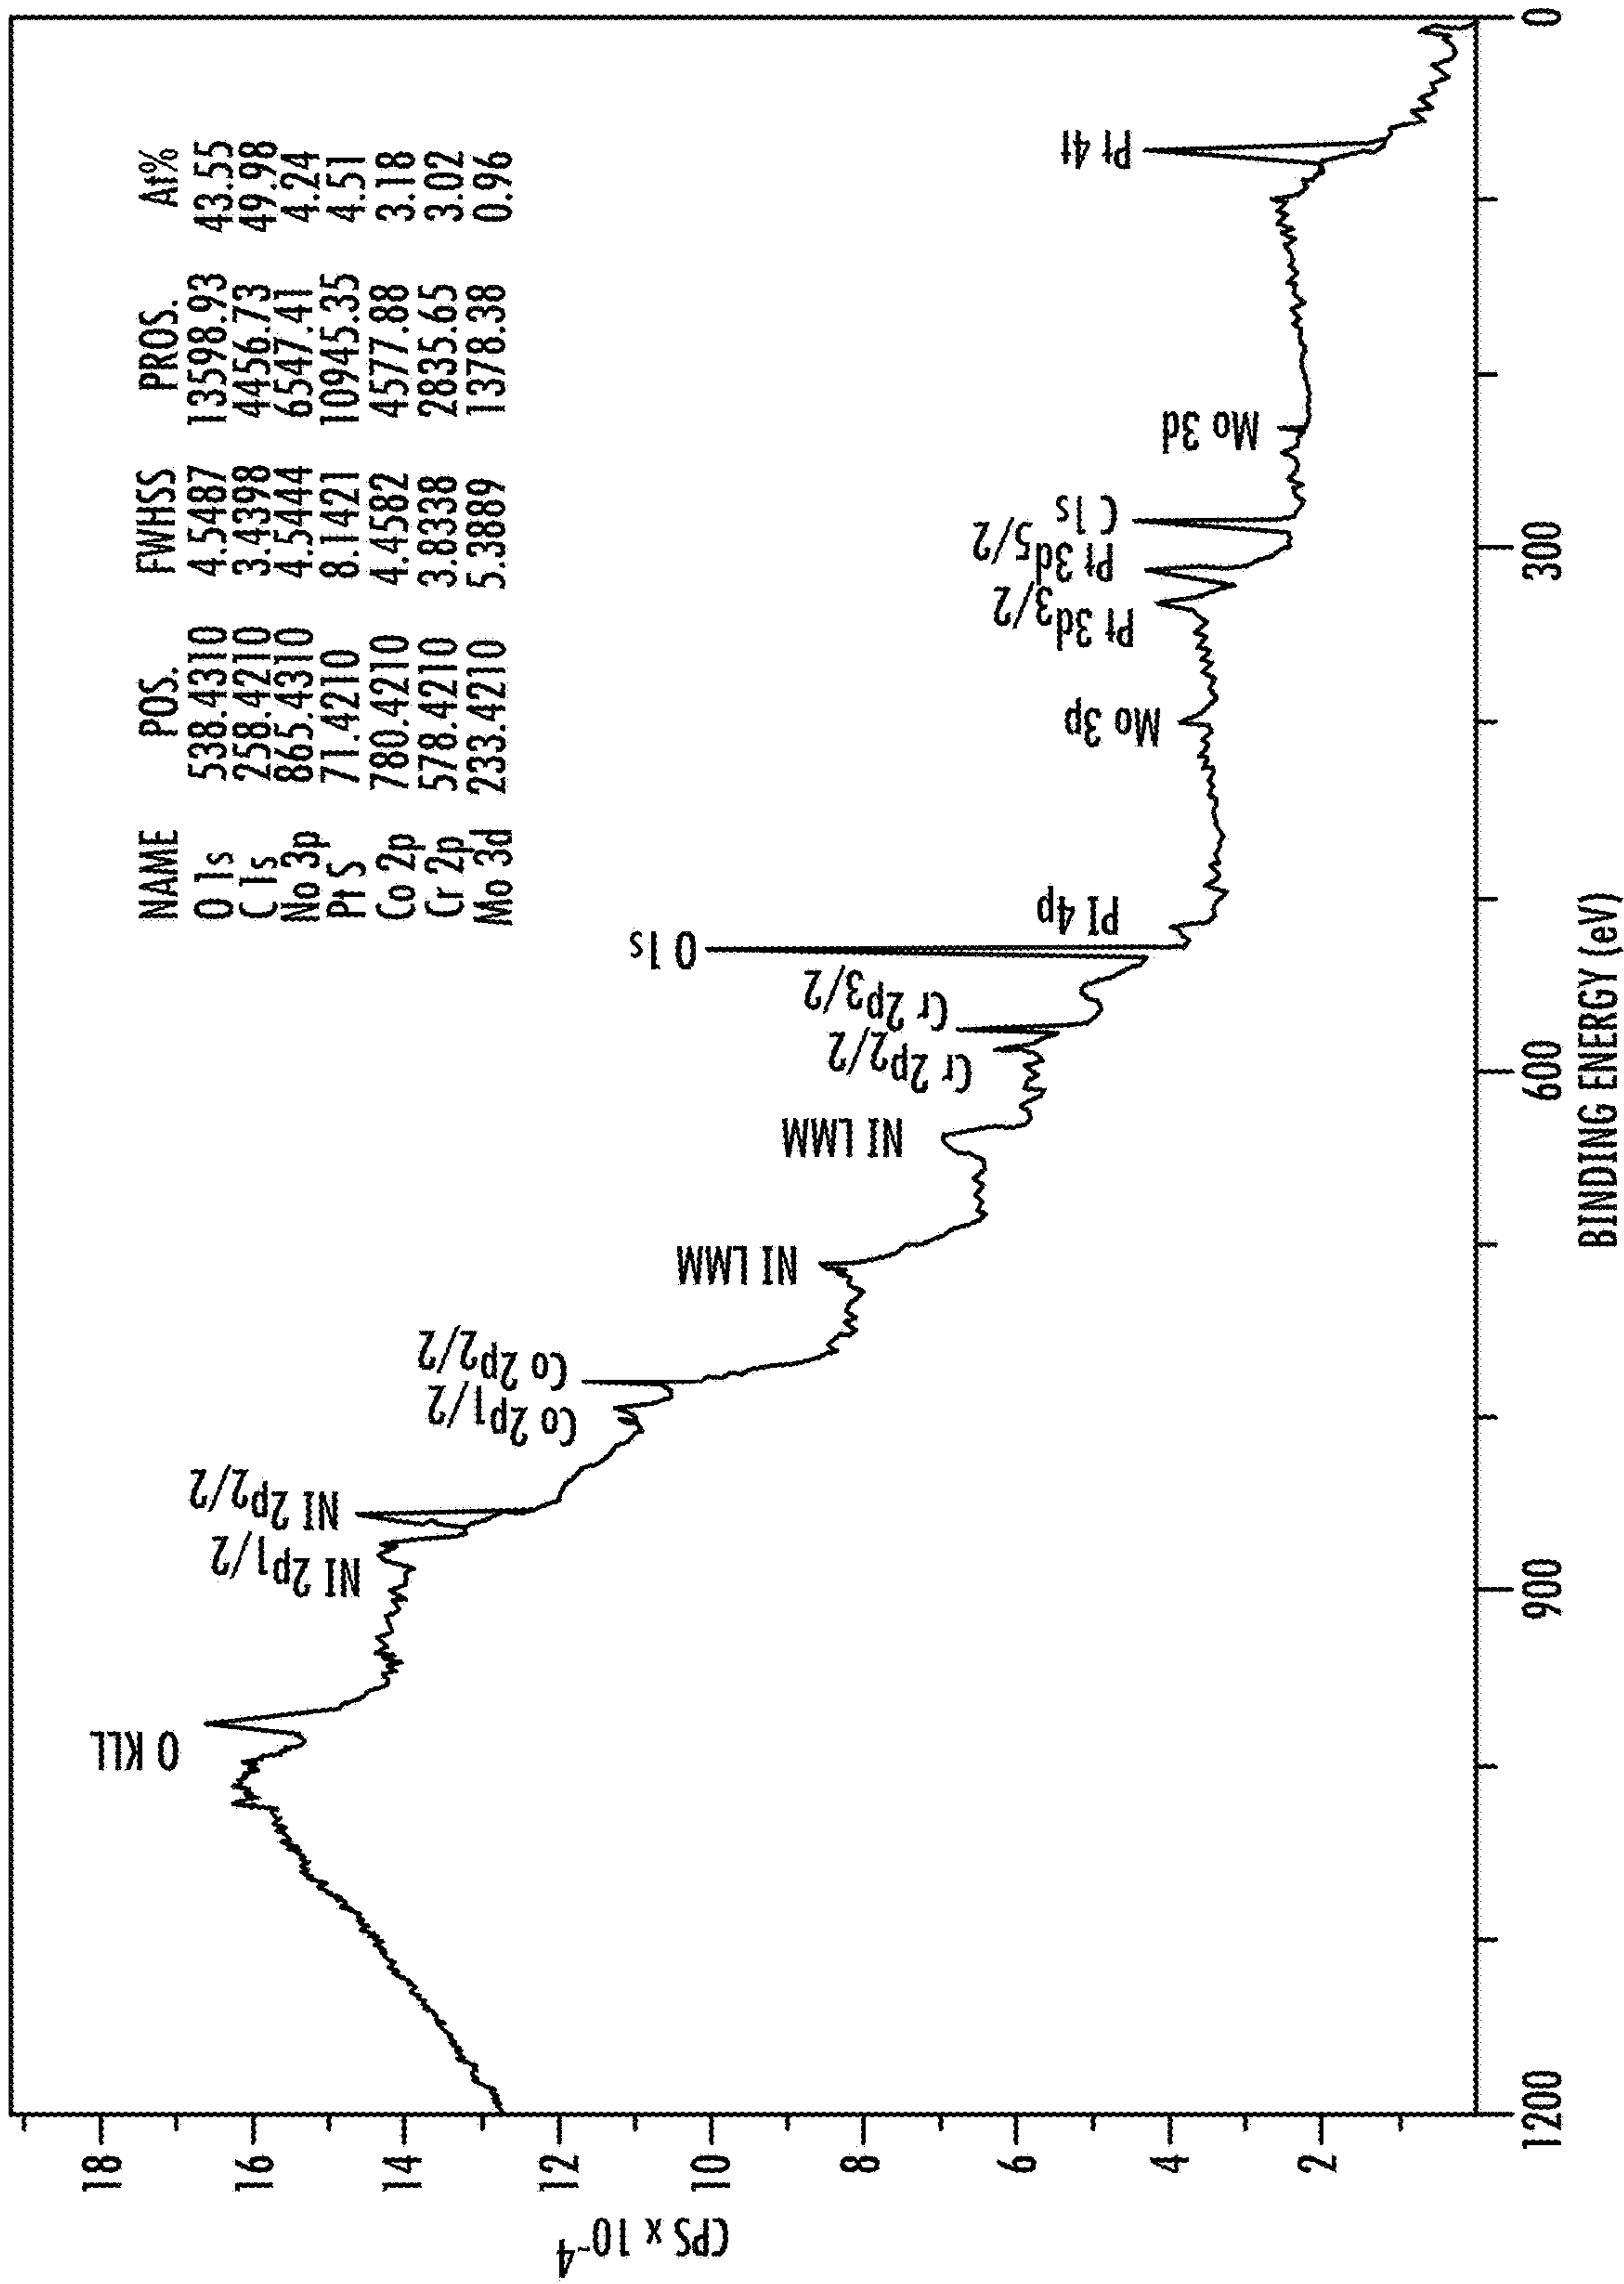 NAME POS. FWHSS PROS. At%
O 1s 538.4310 4.5487 13598.93 43.55
C 1s 258.4210 3.4398 4456.73 49.98
No 3p 865.4310 4.5444 6547.41 4.24
Pt S 71.4210 8.1421 10945.35 4.51
Co 2p 780.4210 4.4582 4577.88 3.18
Cr 2p 578.4210 3.8338 2835.65 3.02
Mo 3d 233.4210 5.3889 1378.38 0.96
CPS x 10-4
18
16
14
12
10
8
6
4
2
O KLL
NI 2p1/2
NI 2p2/2
Co 2p1/2
Co 2p2/2
NI LMM
NI LMM
Cr 2p2/2
Cr 2p3/2
O 1s
PI 4p
Mo 3p
Pt 3d3/2
Pt 3d5/2
C 1s
Mo 3d
Pt 4t
1200 900 600 300 0
BINDING ENERGY (eV)